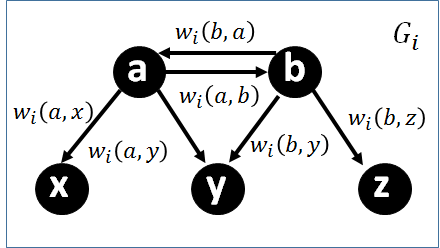 w_i(b, a)
G_i
a
b
w_i(a, b)
w_i(a, x)
w_i(b, z)
w_i(a, y)
w_i(b, y)
x
y
z